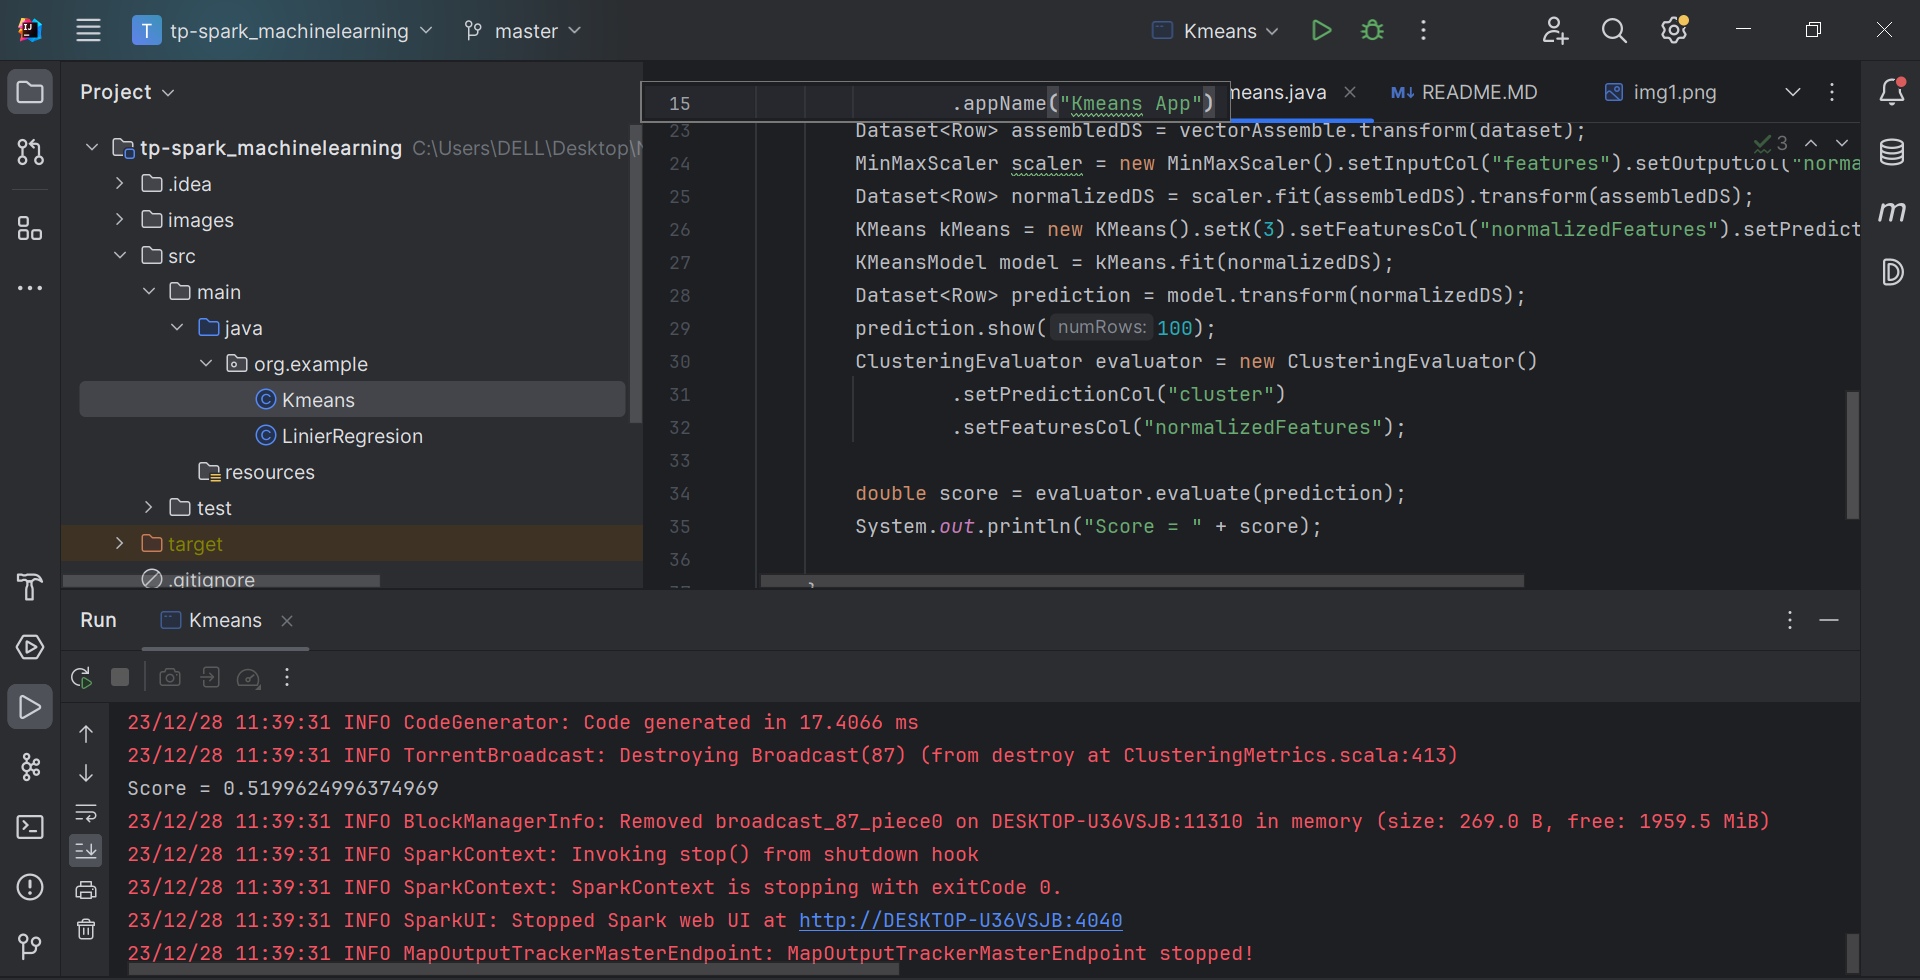 T tp-spark_machinelearning master Kmeans
Project
tp-spark_machinelearning C:\Users\DELL\Desktop\
.idea
images
src
main
java
org.example
Kmeans
LinierRegresion
resources
test
target
.gitignore
means.java README.MD img1.png
15 .appName("Kmeans App")
3
23 Dataset<Row> assembledDS = vectorAssemble.transform(dataset);
24 MinMaxScaler scaler = new MinMaxScaler().setInputCol("features").setOutputCol("norma
25 Dataset<Row> normalizedDS = scaler.fit(assembledDS).transform(assembledDS);
26 KMeans kMeans = new KMeans().setK(3).setFeaturesCol("normalizedFeatures").setPredict
27 KMeansModel model = kMeans.fit(normalizedDS);
28 Dataset<Row> prediction = model.transform(normalizedDS);
29 prediction.show( numRows: 100);
30 ClusteringEvaluator evaluator = new ClusteringEvaluator()
31 .setPredictionCol("cluster")
32 .setFeaturesCol("normalizedFeatures");
33
34 double score = evaluator.evaluate(prediction);
35 System.out.println("Score = " + score);
36
Run Kmeans
23/12/28 11:39:31 INFO CodeGenerator: Code generated in 17.4066 ms
23/12/28 11:39:31 INFO TorrentBroadcast: Destroying Broadcast(87) (from destroy at ClusteringMetrics.scala:413)
Score = 0.5199624996374969
23/12/28 11:39:31 INFO BlockManagerInfo: Removed broadcast_87_piece0 on DESKTOP-U36VSJB:11310 in memory (size: 269.0 B, free: 1959.5 MiB)
23/12/28 11:39:31 INFO SparkContext: Invoking stop() from shutdown hook
23/12/28 11:39:31 INFO SparkContext: SparkContext is stopping with exitCode 0.
23/12/28 11:39:31 INFO SparkUI: Stopped Spark web UI at http://DESKTOP-U36VSJB:4040
23/12/28 11:39:31 INFO MapOutputTrackerMasterEndpoint: MapOutputTrackerMasterEndpoint stopped!